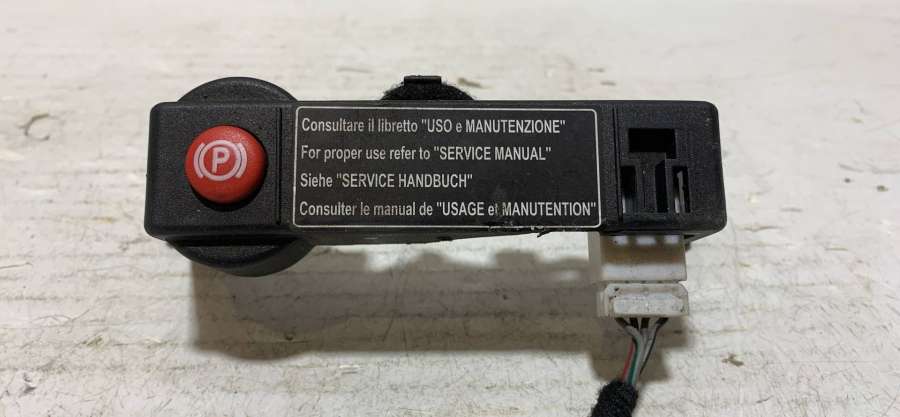 P
Consultare il libretto "USO e MANUTENZIONE"
For proper use refer to "SERVICE MANUAL"
Siehe "SERVICE HANDBUCH"
Consulter le manual de "USAGE et MANUTENTION"